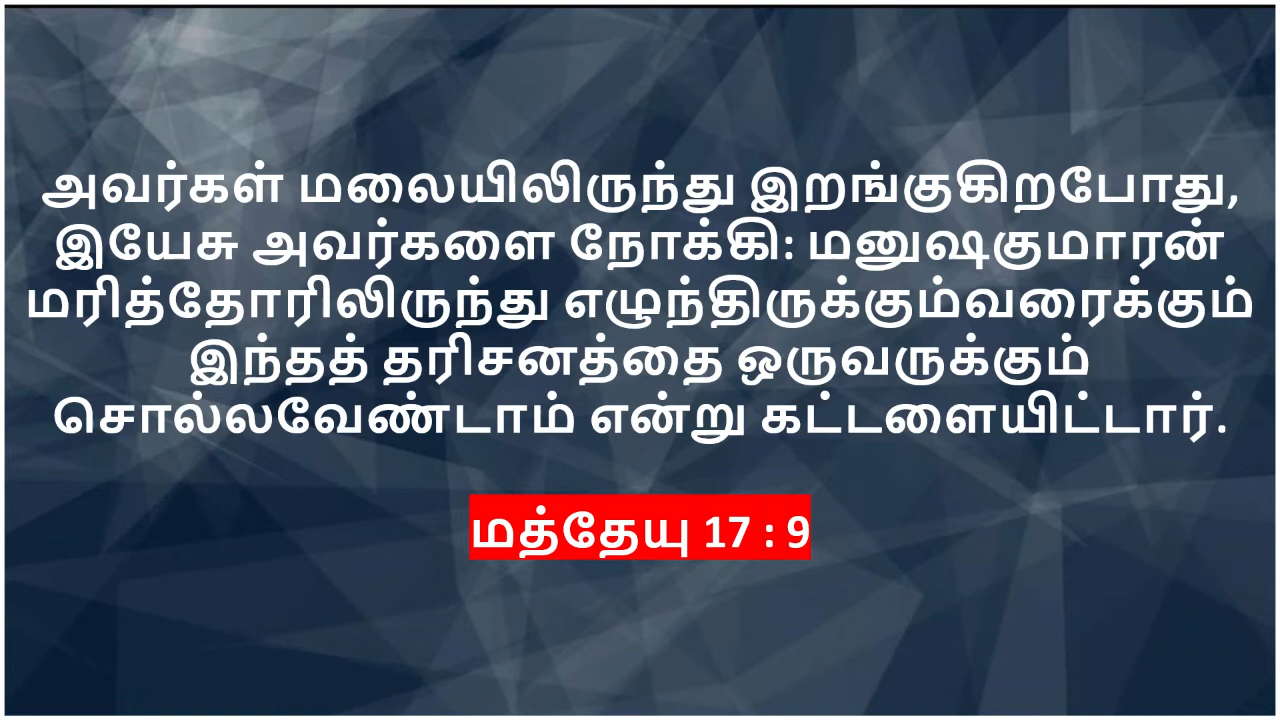 அவர்கள் மலையிலிருந்து இறங்குகிறபோது,
இயேசு அவர்களை நோக்கி: மனுஷகுமாரன்
மரித்தோரிலிருந்து எழுந்திருக்கும்வரைக்கும்
இந்தத் தரிசனத்தை ஒருவருக்கும்
சொல்லவேண்டாம் என்று கட்டளையிட்டார்.
மத்தேயு 17 : 9